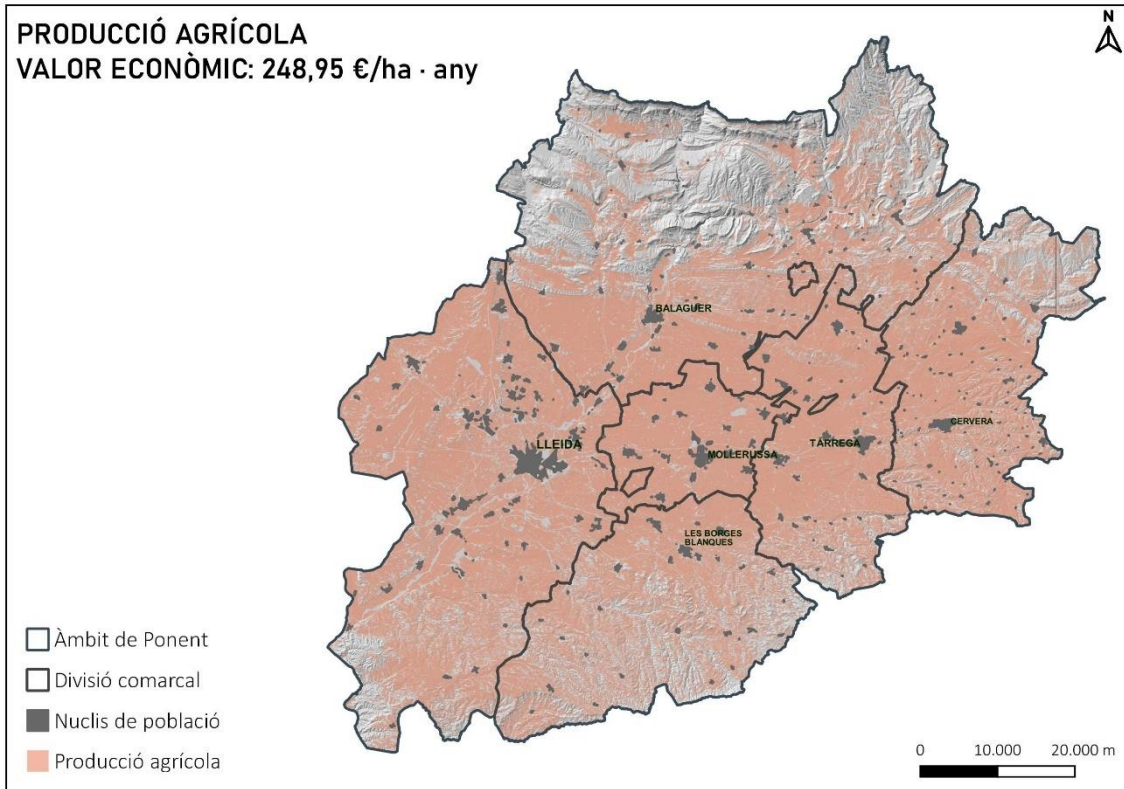 PRODUCCIÓ AGRÍCOLA
VALOR ECONÒMIC: 248,95 €/ha · any
N
BALAGUER
LLEIDA
MOLLERUSSA
TÀRREGA
CERVERA
LES BORGES
BLANQUES
Àmbit de Ponent
Divisió comarcal
Nuclis de població
Producció agrícola
0 10.000 20.000 m